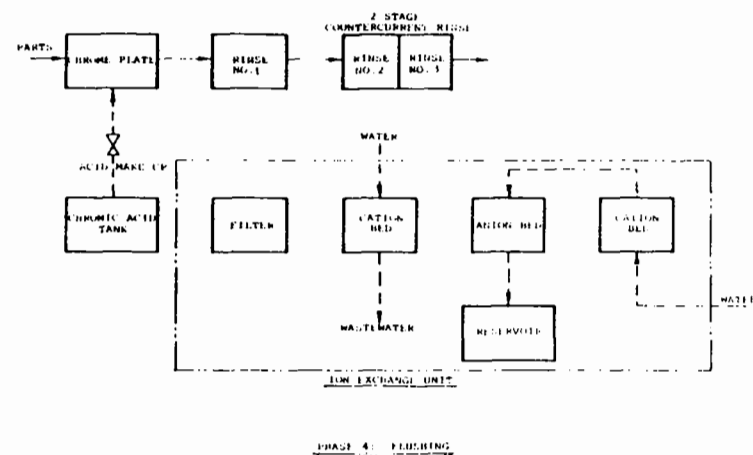 2 STAGE
COUNTERCURRENT RINSE
PARTS
CHROME PLATE
RINSE
NO.1
RINSE
NO.2
RINSE
NO.3
WATER
ACID MAKE UP
CHROMIC ACID
TANK
FILTER
CATION
BED
ANION BED
CATION
BED
WATER
WASTEWATER
RESERVOIR
ION EXCHANGE UNIT
PHASE 4: FLUSHING